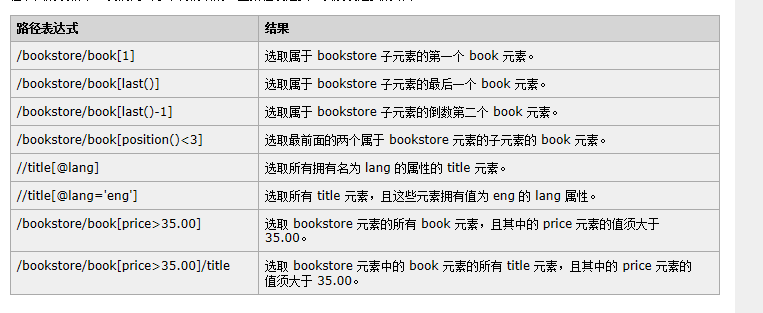 路径表达式 结果
/bookstore/book[1] 选取属于 bookstore 子元素的第一个 book 元素。
/bookstore/book[last()] 选取属于 bookstore 子元素的最后一个 book 元素。
/bookstore/book[last()-1] 选取属于 bookstore 子元素的倒数第二个 book 元素。
/bookstore/book[position()<3] 选取最前面的两个属于 bookstore 元素的子元素的 book 元素。
//title[@lang] 选取所有拥有名为 lang 的属性的 title 元素。
//title[@lang='eng'] 选取所有 title 元素，且这些元素拥有值为 eng 的 lang 属性。
/bookstore/book[price>35.00] 选取 bookstore 元素的所有 book 元素，且其中的 price 元素的值须大于
35.00。
/bookstore/book[price>35.00]/title 选取 bookstore 元素中的 book 元素的所有 title 元素，且其中的 price 元素的
值须大于 35.00。